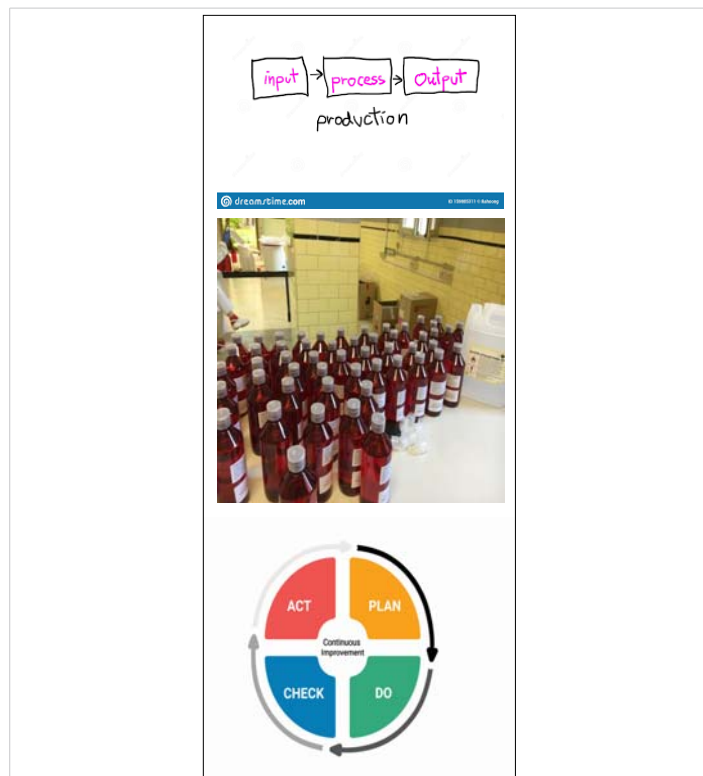 input process Output
production
dreamstime.com
ACT PLAN
Continuous
Improvement
CHECK DO